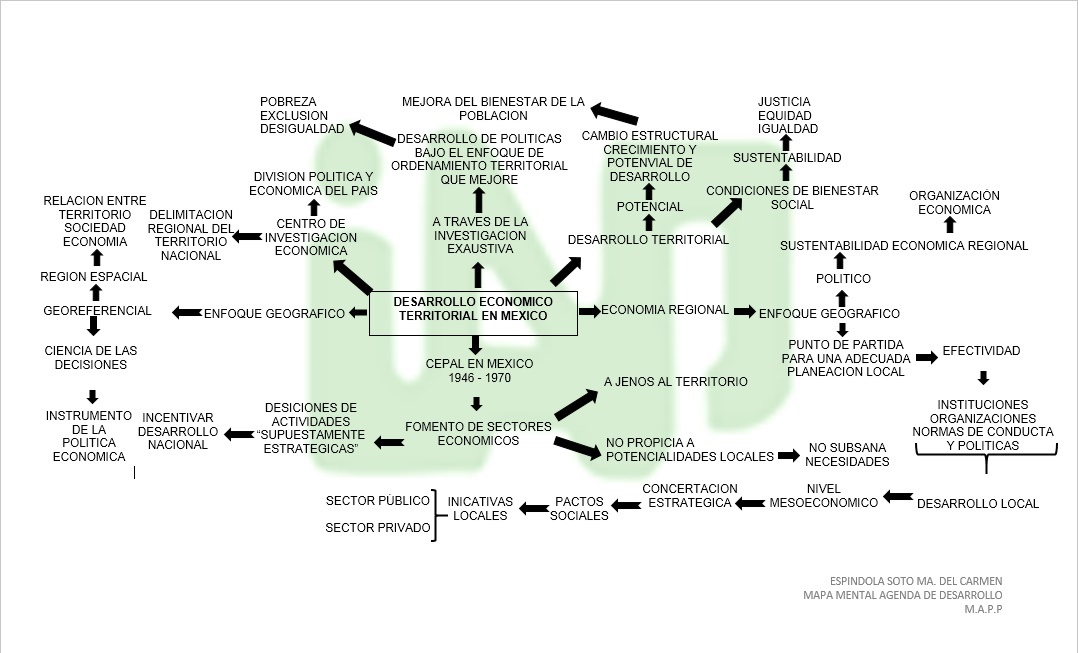 POBREZA
EXCLUSION
DESIGUALDAD
MEJORA DEL BIENESTAR DE LA
POBLACION
JUSTICIA
EQUIDAD
IGUALDAD
DESARROLLO DE POLITICAS
BAJO EL ENFOQUE DE
ORDENAMIENTO TERRITORIAL
QUE MEJORE
CAMBIO ESTRUCTURAL
CRECIMIENTO Y
POTENVIAL DE
DESARROLLO
SUSTENTABILIDAD
DIVISION POLITICA Y
ECONOMICA DEL PAIS
CONDICIONES DE BIENESTAR
SOCIAL
ORGANIZACIÓN
ECONOMICA
RELACION ENTRE
TERRITORIO
SOCIEDAD
ECONOMIA
DELIMITACION
REGIONAL DEL
TERRITORIO
NACIONAL
CENTRO DE
INVESTIGACION
ECONOMICA
A TRAVES DE LA
INVESTIGACION
EXAUSTIVA
POTENCIAL
DESARROLLO TERRITORIAL
SUSTENTABILIDAD ECONOMICA REGIONAL
REGION ESPACIAL
POLITICO
GEOREFERENCIAL
ENFOQUE GEOGRAFICO
DESARROLLO ECONOMICO
TERRITORIAL EN MEXICO
ECONOMIA REGIONAL
ENFOQUE GEOGRAFICO
CIENCIA DE LAS
DECISIONES
CEPAL EN MEXICO
1946 - 1970
PUNTO DE PARTIDA
PARA UNA ADECUADA
PLANEACION LOCAL
EFECTIVIDAD
A JENOS AL TERRITORIO
INSTRUMENTO
DE LA
POLITICA
ECONOMICA
INCENTIVAR
DESARROLLO
NACIONAL
DESICIONES DE
ACTIVIDADES
“SUPUESTAMENTE
ESTRATEGICAS”
FOMENTO DE SECTORES
ECONOMICOS
NO PROPICIA A
POTENCIALIDADES LOCALES
NO SUBSANA
NECESIDADES
INSTITUCIONES
ORGANIZACIONES
NORMAS DE CONDUCTA
Y POLITICAS
SECTOR PÙBLICO
SECTOR PRIVADO
INICATIVAS
LOCALES
PACTOS
SOCIALES
CONCERTACION
ESTRATEGICA
NIVEL
MESOECONOMICO
DESARROLLO LOCAL
ESPINDOLA SOTO MA. DEL CARMEN
MAPA MENTAL AGENDA DE DESARROLLO
M.A.P.P